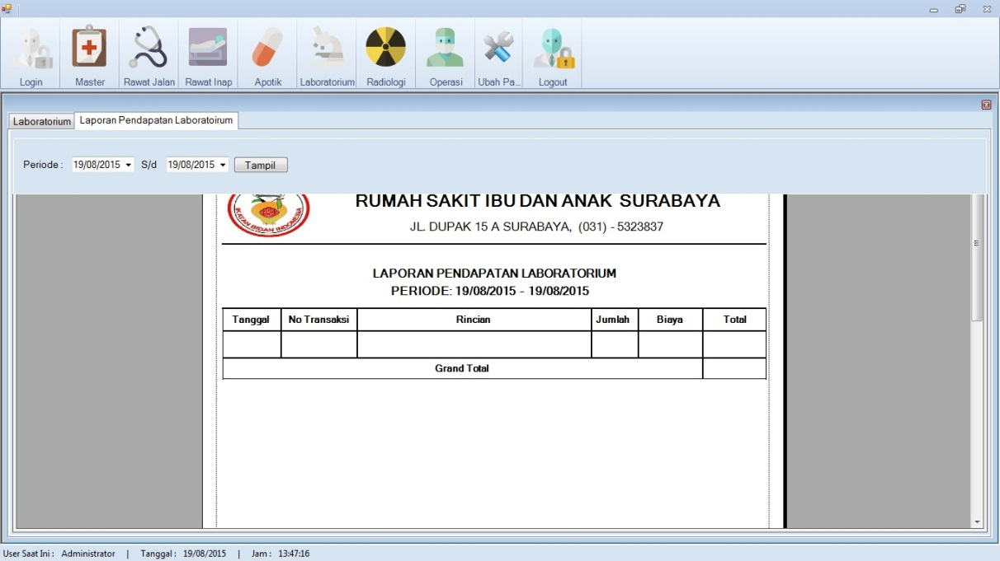 Login
Master
Rawat Jalan
Rawat Inap
Apotik
Laboratorium
Radiologi
Operasi
Ubah Pa...
Logout
Laboratorium
Laporan Pendapatan Laboratoirum
Periode : 19/08/2015 S/d 19/08/2015 Tampil
IKATAN BIDAN INDONESIA
RUMAH SAKIT IBU DAN ANAK SURABAYA
JL. DUPAK 15 A SURABAYA, (031) - 5323837
LAPORAN PENDAPATAN LABORATORIUM
PERIODE: 19/08/2015 - 19/08/2015
Tanggal No Transaksi Rincian Jumlah Biaya Total
Grand Total
User Saat Ini : Administrator | Tanggal : 19/08/2015 | Jam : 13:47:16